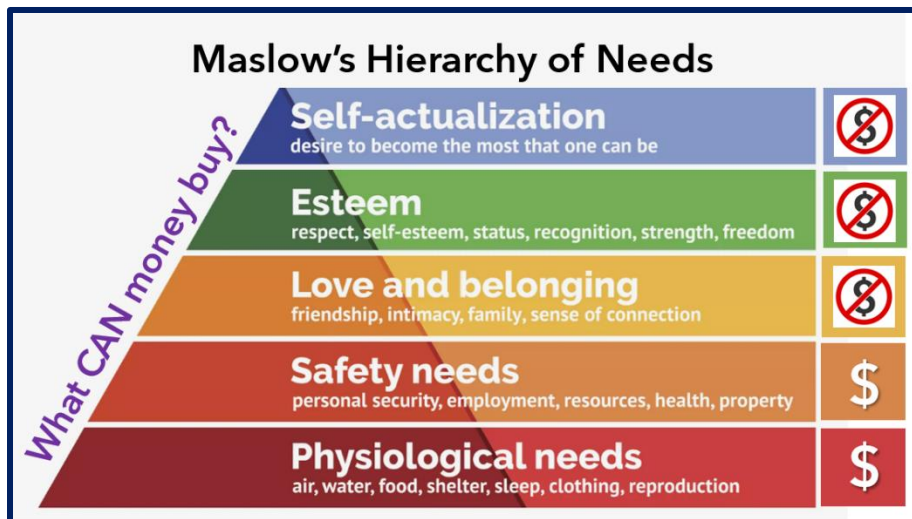 Maslow’s Hierarchy of Needs
What CAN money buy?
Self-actualization
desire to become the most that one can be
$
Esteem
respect, self-esteem, status, recognition, strength, freedom
$
Love and belonging
friendship, intimacy, family, sense of connection
$
Safety needs
personal security, employment, resources, health, property
$
Physiological needs
air, water, food, shelter, sleep, clothing, reproduction
$